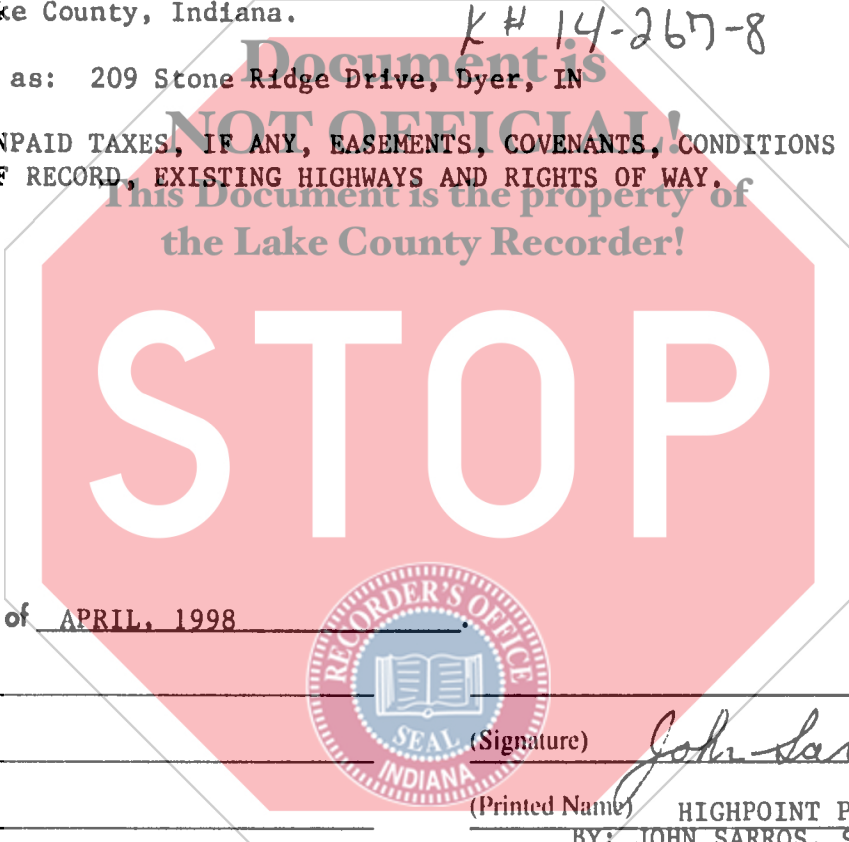 ke County, Indiana.
K# 14-267-8
Document is
as: 209 Stone Ridge Drive, Dyer, IN
NOT OFFICIAL!
NPAID TAXES, IF ANY, EASEMENTS, COVENANTS, CONDITIONS
F RECORD, EXISTING HIGHWAYS AND RIGHTS OF WAY.
This Document is the property of
the Lake County Recorder!
STOP
of APRIL, 1998.
RECORDER'S OFFICE
SEAL
INDIANA
(Signature) John Sar
(Printed Name) HIGHPOINT P
BY: JOHN SARROS, S